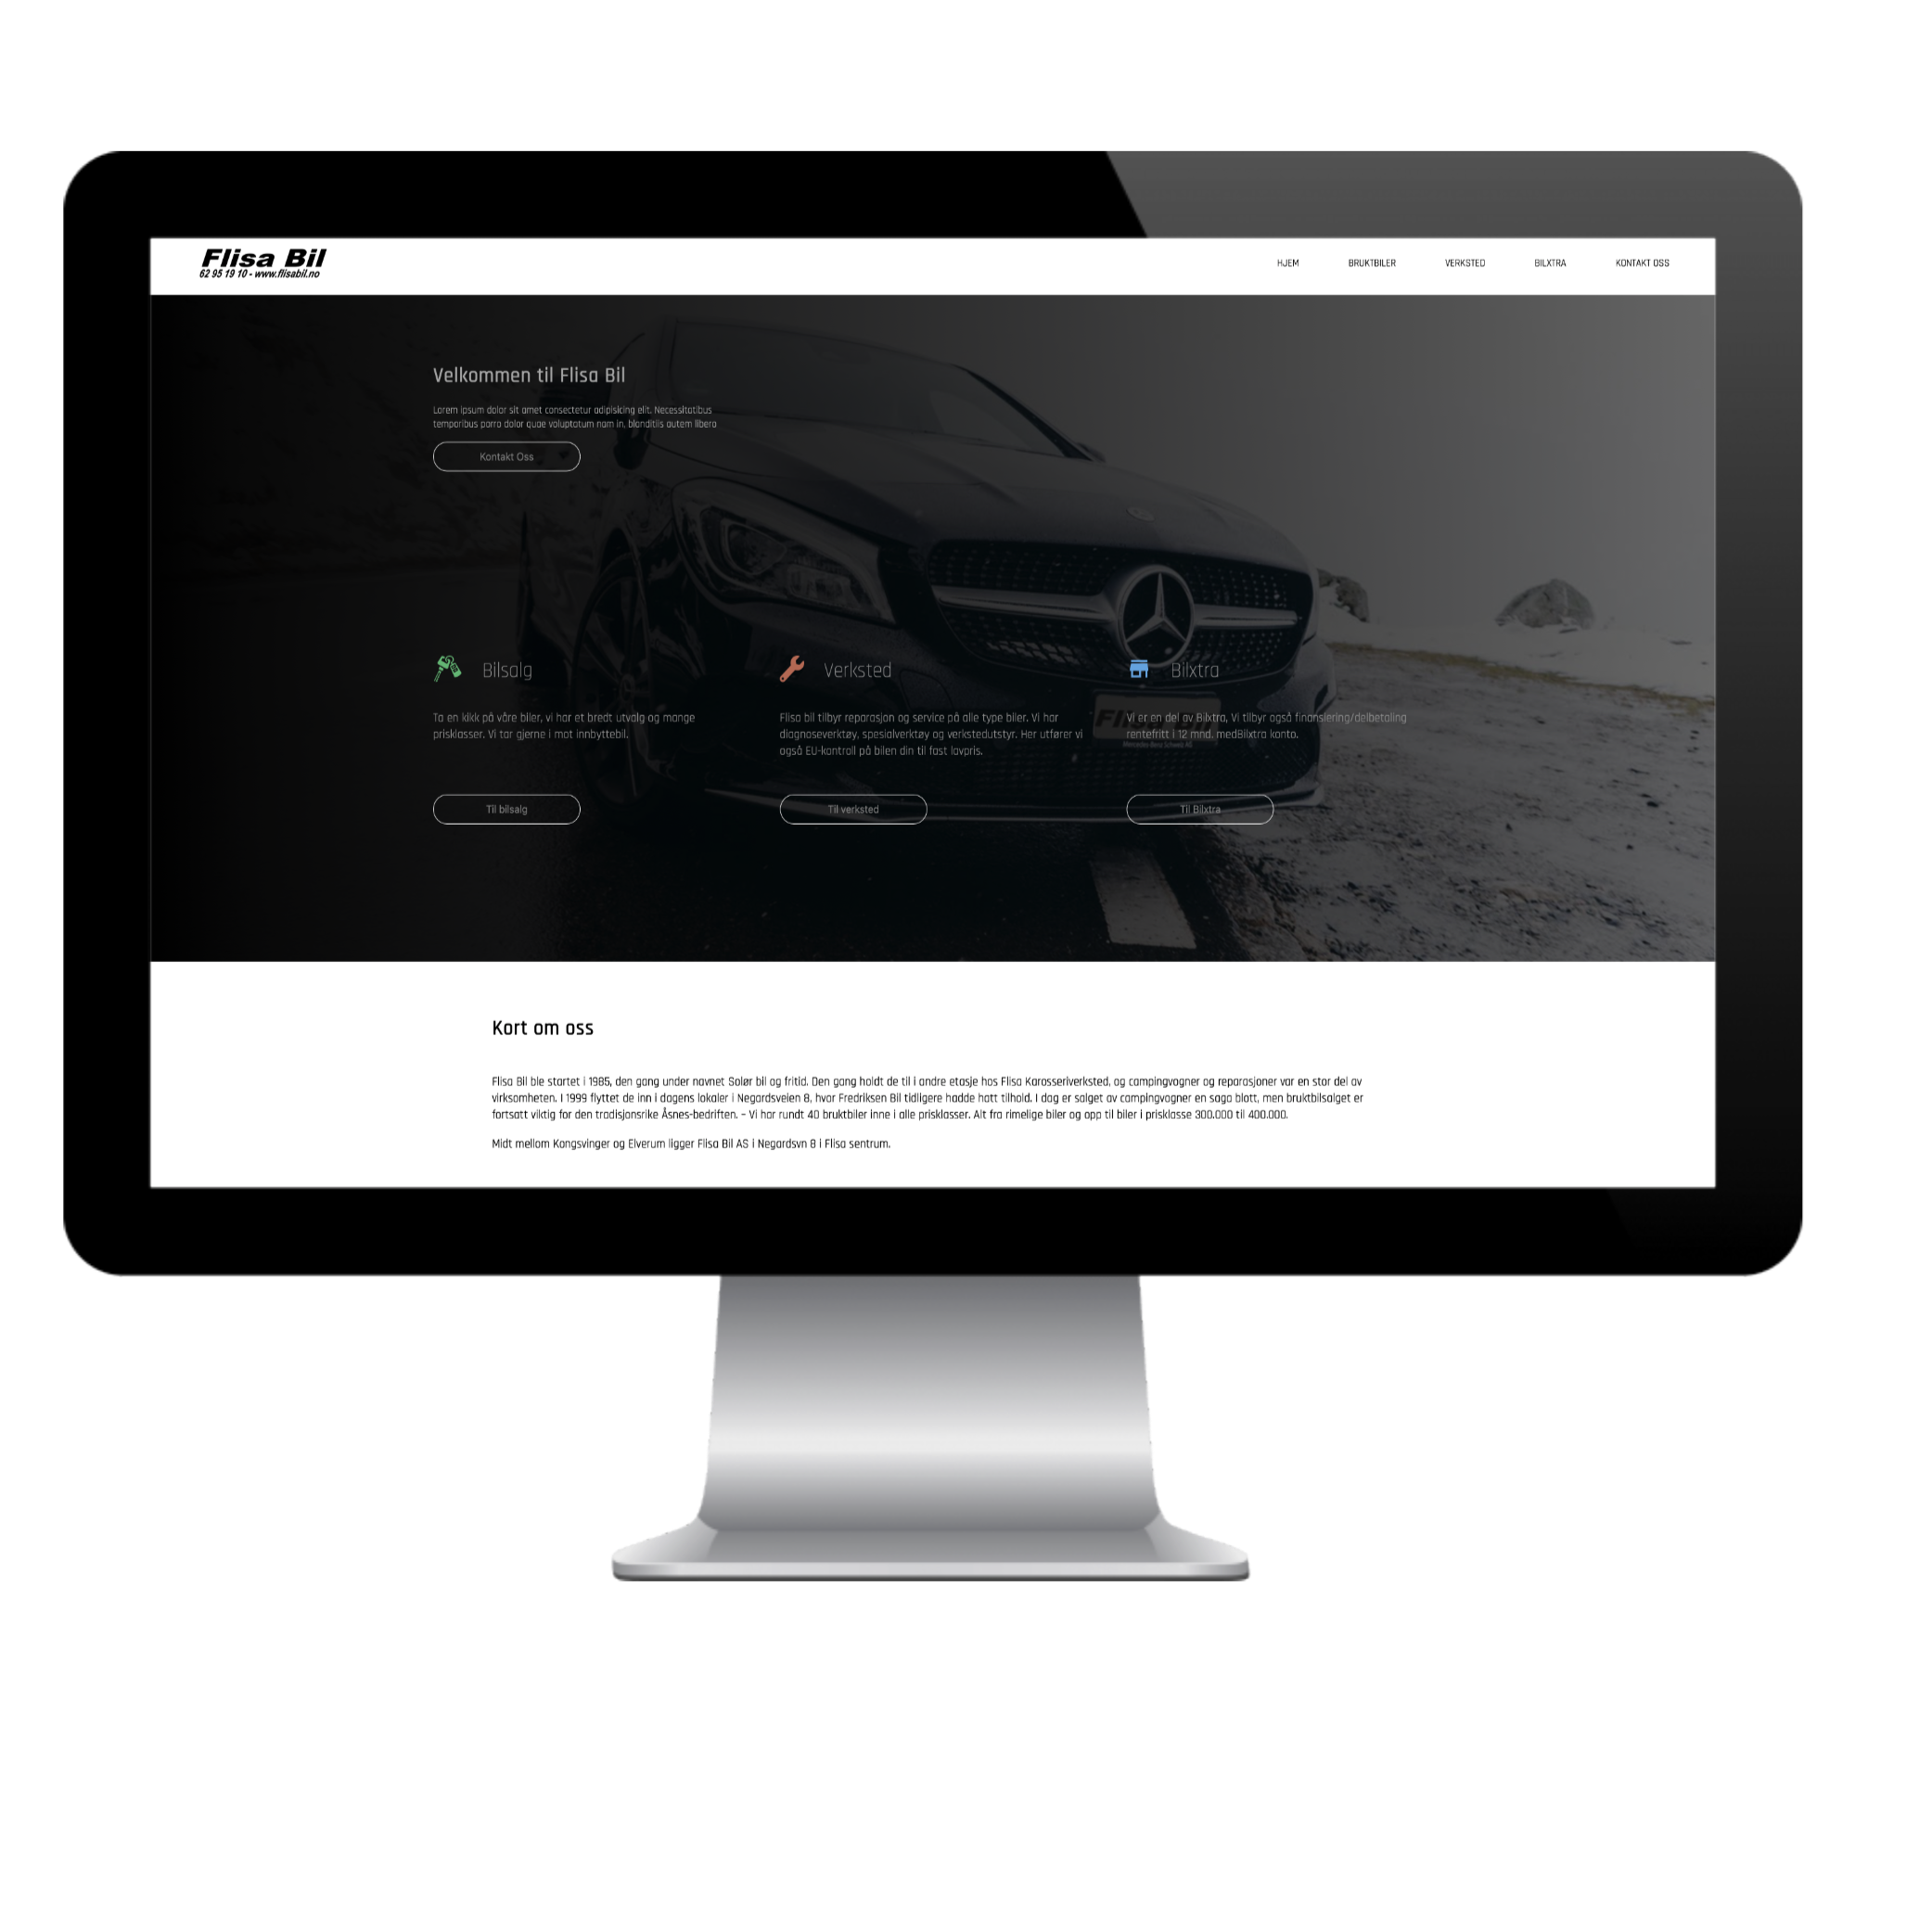 Flisa Bil
62 95 19 10 - www.flisabil.no
HJEM BRUKTBILER VERKSTED BILXTRA KONTAKT OSS
Velkommen til Flisa Bil
Lorem ipsum dolor sit amet consectetur adipisicing elit. Necessitatibus
temporibus porro dolor quae voluptatum nam in, blanditiis autem libero
Kontakt Oss
Bilsalg
Ta en kikk på våre biler, vi har et bredt utvalg og mange
prisklasser. Vi tar gjerne i mot innbyttebil.
Til bilsalg
Verksted
Flisa bil tilbyr reparasjon og service på alle type biler. Vi har
diagnoseverktøy, spesialverktøy og verkstedutstyr. Her utfører vi
også EU-kontroll på bilen din til fast lavpris.
Til verksted
Bilxtra
Vi er en del av Bilxtra, Vi tilbyr også finansiering/delbetaling
rentefritt i 12 mnd. medBilxtra konto.
Til Bilxtra
Flisa Bil
Mercedes-Benz Schweiz AG
Kort om oss
Flisa Bil ble startet i 1985, den gang under navnet Solør bil og fritid. Den gang holdt de til i andre etasje hos Flisa Karosseriverksted, og campingvogner og reparasjoner var en stor del av
virksomheten. I 1999 flyttet de inn i dagens lokaler i Negardsveien 8, hvor Fredriksen Bil tidligere hadde hatt tilhold. I dag er salget av campingvogner en saga blott, men bruktbilsalget er
fortsatt viktig for den tradisjonsrike Åsnes-bedriften. – Vi har rundt 40 bruktbiler inne i alle prisklasser. Alt fra rimelige biler og opp til biler i prisklasse 300.000 til 400.000.
Midt mellom Kongsvinger og Elverum ligger Flisa Bil AS i Negardsvn 8 i Flisa sentrum.